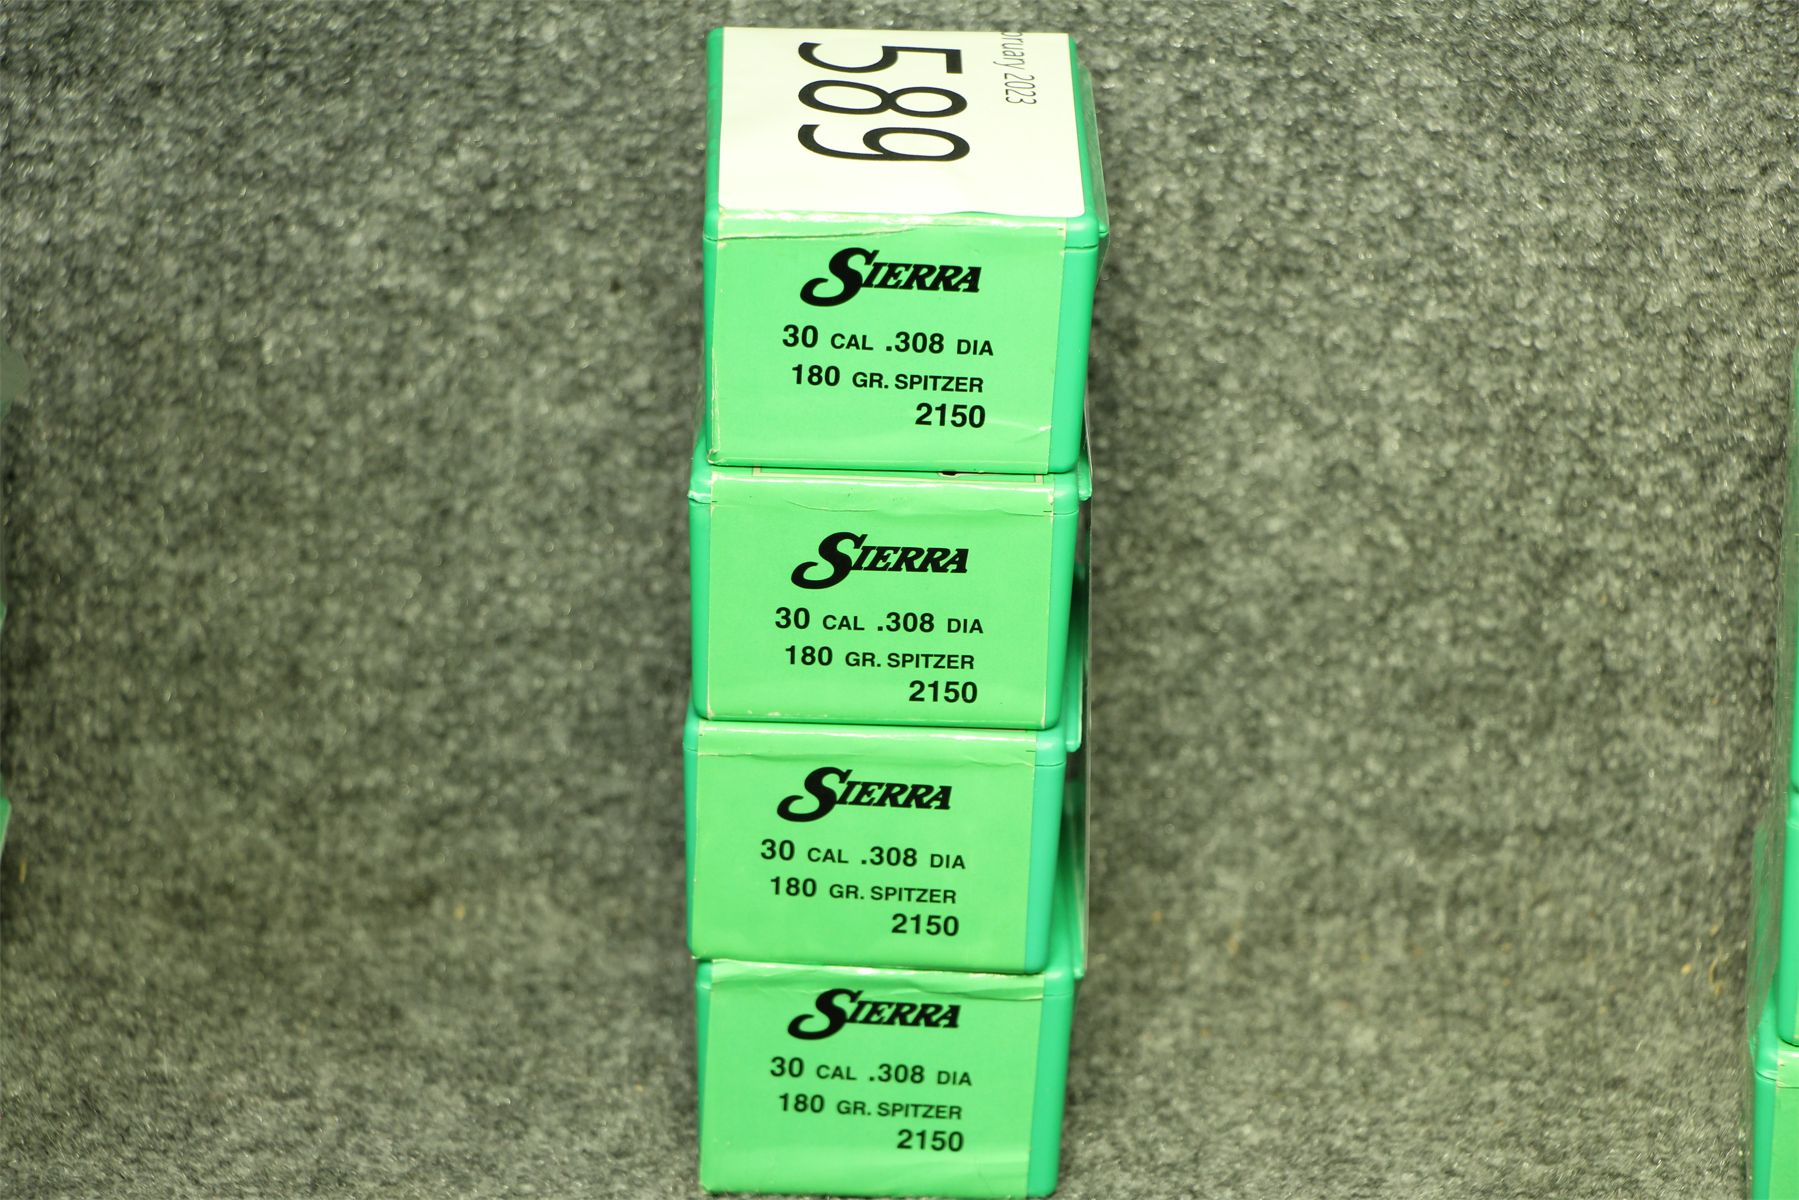 2023
589
SIERRA
30 CAL .308 DIA
180 GR. SPITZER
2150
SIERRA
30 CAL .308 DIA
180 GR. SPITZER
2150
SIERRA
30 CAL .308 DIA
180 GR. SPITZER
2150
SIERRA
30 CAL .308 DIA
180 GR. SPITZER
2150